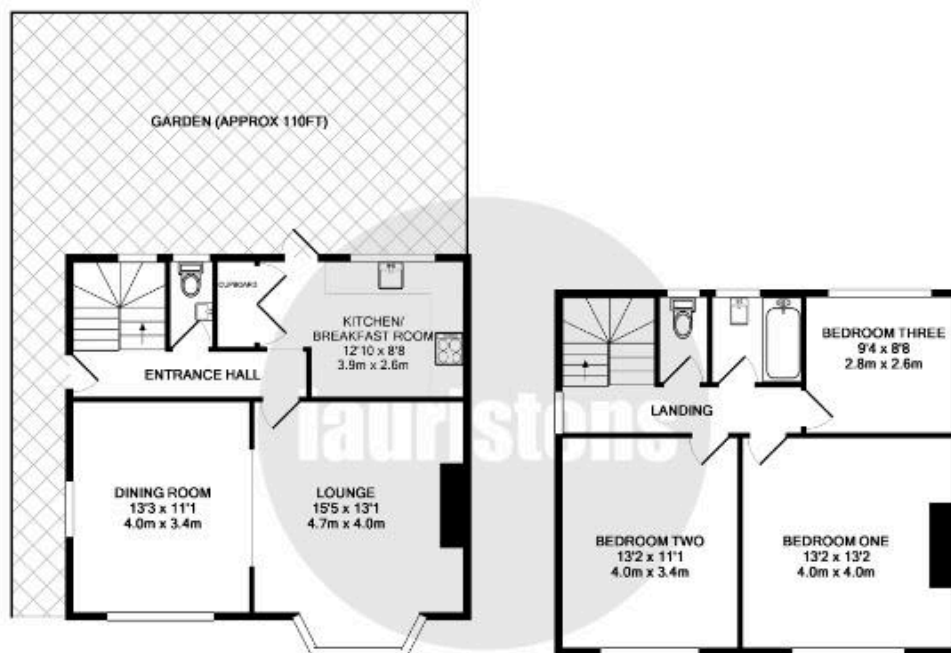 GARDEN (APPROX 110FT)
CUPBOARD
KITCHEN/
BREAKFAST ROOM
12'10 x 8'8
3.9m x 2.6m
ENTRANCE HALL
DINING ROOM
13'3 x 11'1
4.0m x 3.4m
LOUNGE
15'5 x 13'1
4.7m x 4.0m
lauristons
BEDROOM THREE
9'4 x 8'8
2.8m x 2.6m
LANDING
BEDROOM TWO
13'2 x 11'1
4.0m x 3.4m
BEDROOM ONE
13'2 x 13'2
4.0m x 4.0m